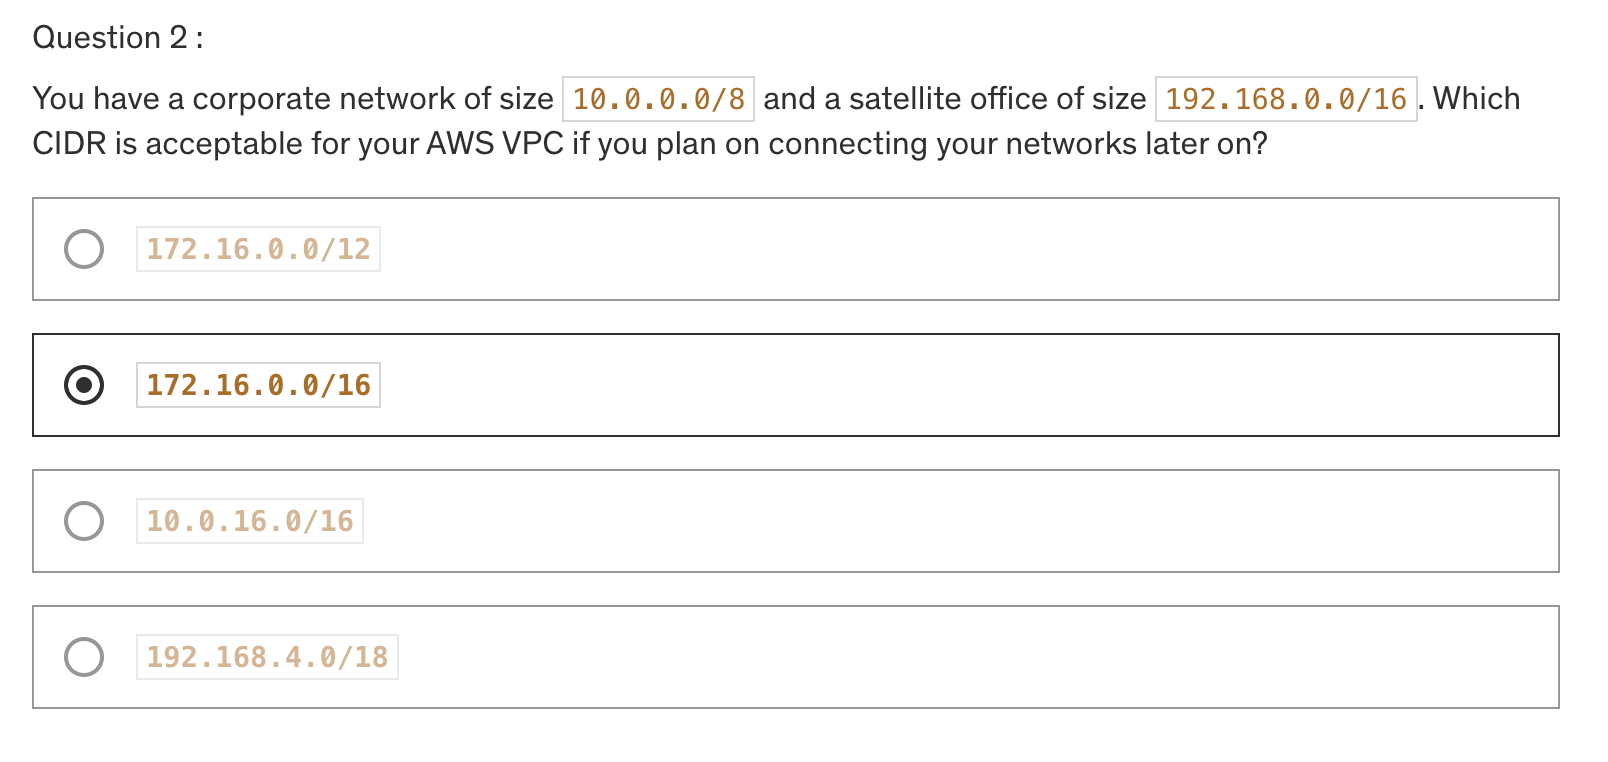 Question 2 :
You have a corporate network of size 10.0.0.0/8 and a satellite office of size 192.168.0.0/16. Which
CIDR is acceptable for your AWS VPC if you plan on connecting your networks later on?
172.16.0.0/12
172.16.0.0/16
10.0.16.0/16
192.168.4.0/18